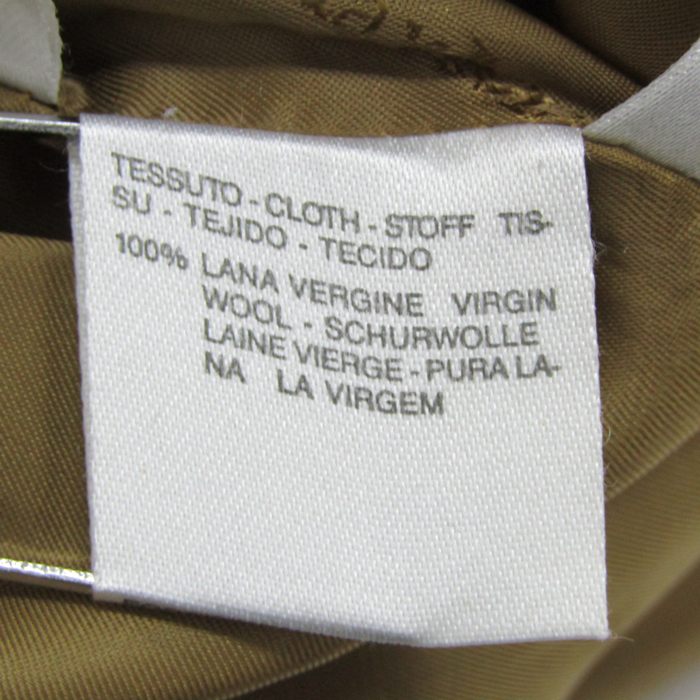 TESSUTO - CLOTH - STOFF TIS-
SU - TEJIDO - TECIDO
100% LANA VERGINE VIRGIN
WOOL - SCHURWOLLE
LAINE VIERGE - PURA LA-
NA LA VIRGEM